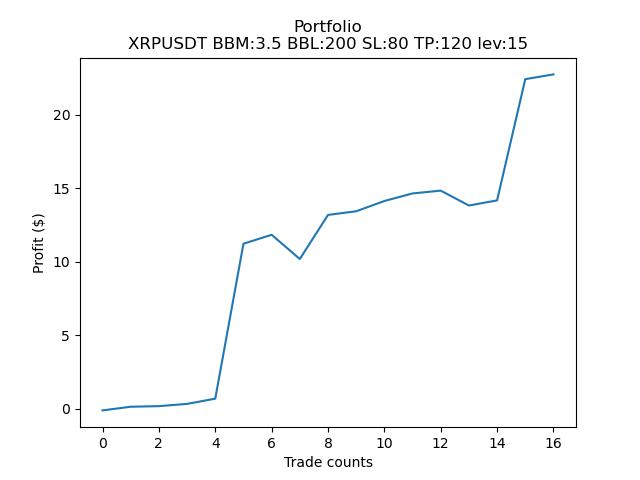 Portfolio
XRPUSDT BBM:3.5 BBL:200 SL:80 TP:120 lev:15
20
15
10
5
0
Profit ($)
0 2 4 6 8 10 12 14 16
Trade counts